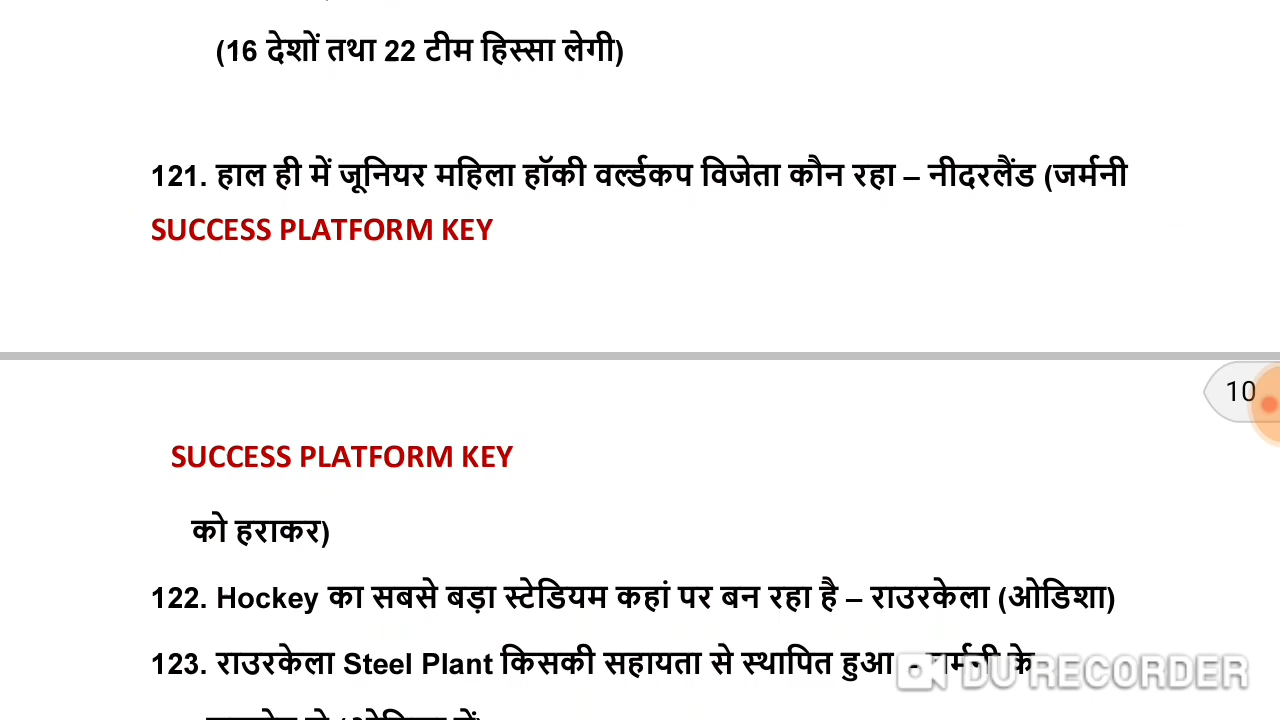 (16 देशों तथा 22 टीम हिस्सा लेगी)
121. हाल ही में जूनियर महिला हॉकी वर्ल्डकप विजेता कौन रहा – नीदरलैंड (जर्मनी
SUCCESS PLATFORM KEY
10
SUCCESS PLATFORM KEY
को हराकर)
122. Hockey का सबसे बड़ा स्टेडियम कहां पर बन रहा है – राउरकेला (ओडिशा)
123. राउरकेला Steel Plant किसकी सहायता से स्थापित हुआ – जर्मनी के
DU RECORDER